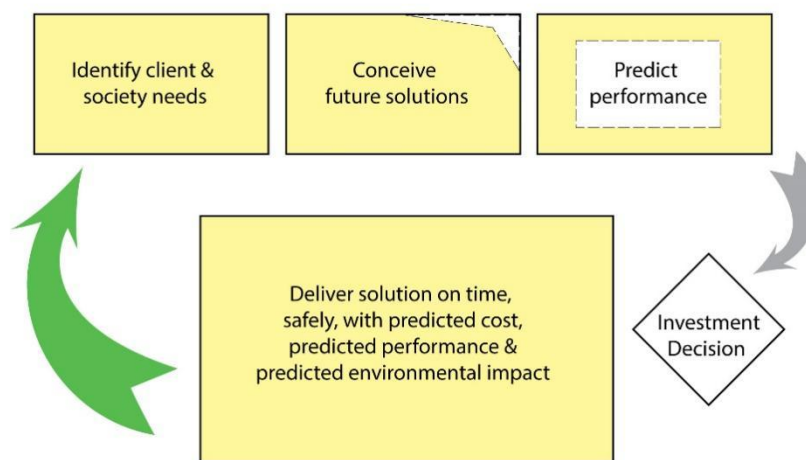 Identify client &
society needs
Conceive
future solutions
Predict
performance
Deliver solution on time,
safely, with predicted cost,
predicted performance &
predicted environmental impact
Investment
Decision